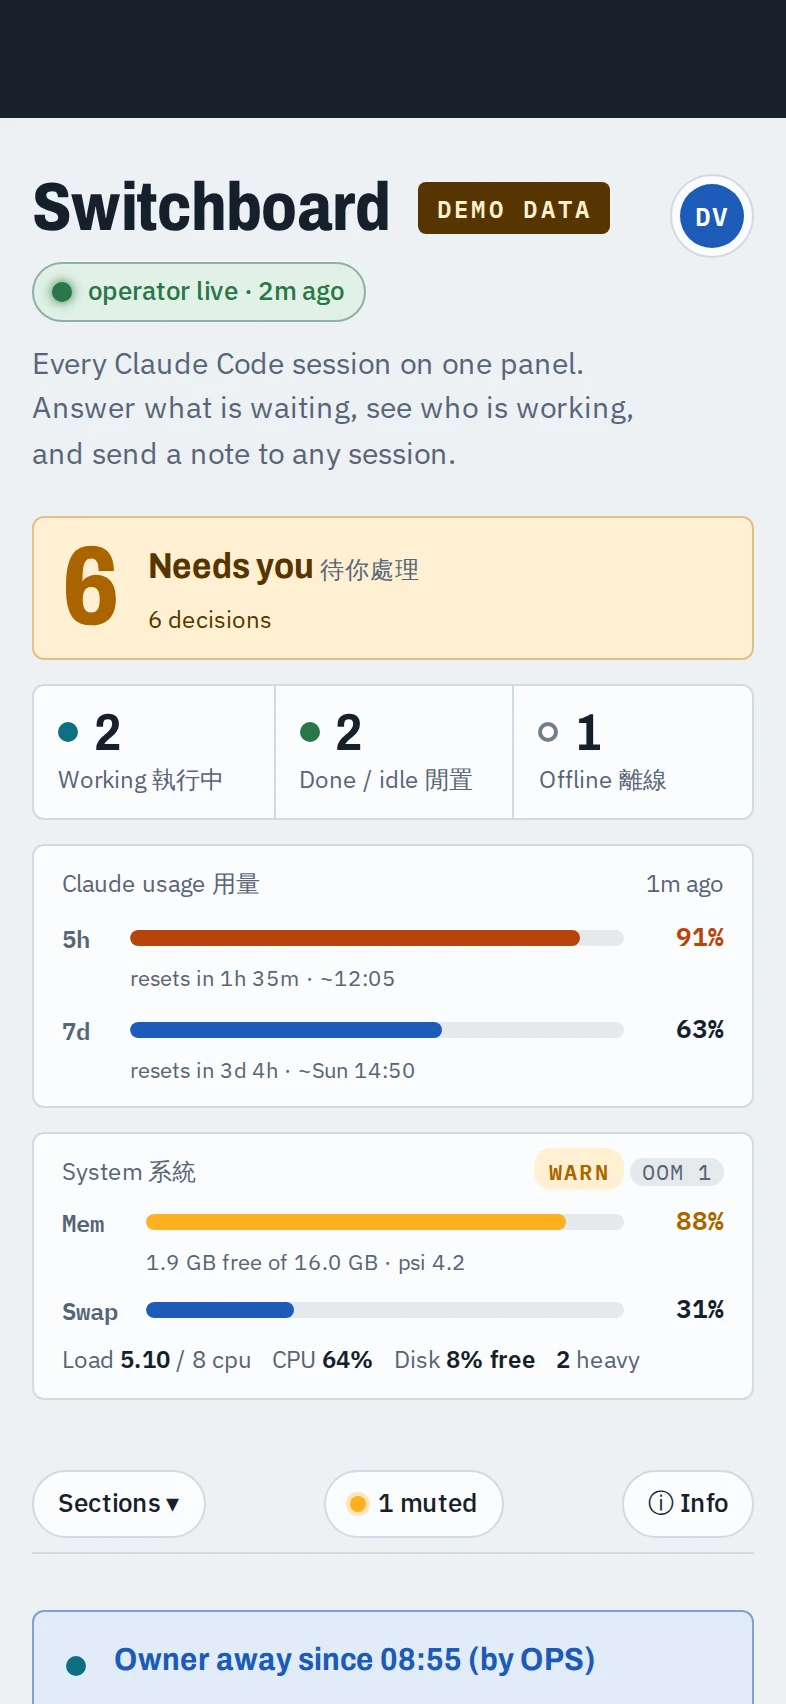 Switchboard DEMO DATA DV
operator live · 2m ago
Every Claude Code session on one panel.
Answer what is waiting, see who is working,
and send a note to any session.
6 Needs you 待你處理
6 decisions
2 2 1
Working 執行中 Done / idle 閒置 Offline 離線
Claude usage 用量 1m ago
5h 91%
resets in 1h 35m · ~12:05
7d 63%
resets in 3d 4h · ~Sun 14:50
System 系統 WARN OOM 1
Mem 88%
1.9 GB free of 16.0 GB · psi 4.2
Swap 31%
Load 5.10 / 8 cpu CPU 64% Disk 8% free 2 heavy
Sections ▾ 1 muted ⓘ Info
Owner away since 08:55 (by OPS)